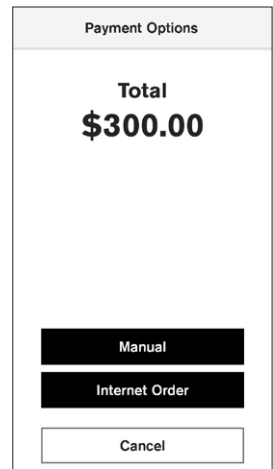 Payment Options
Total
$300.00
Manual
Internet Order
Cancel